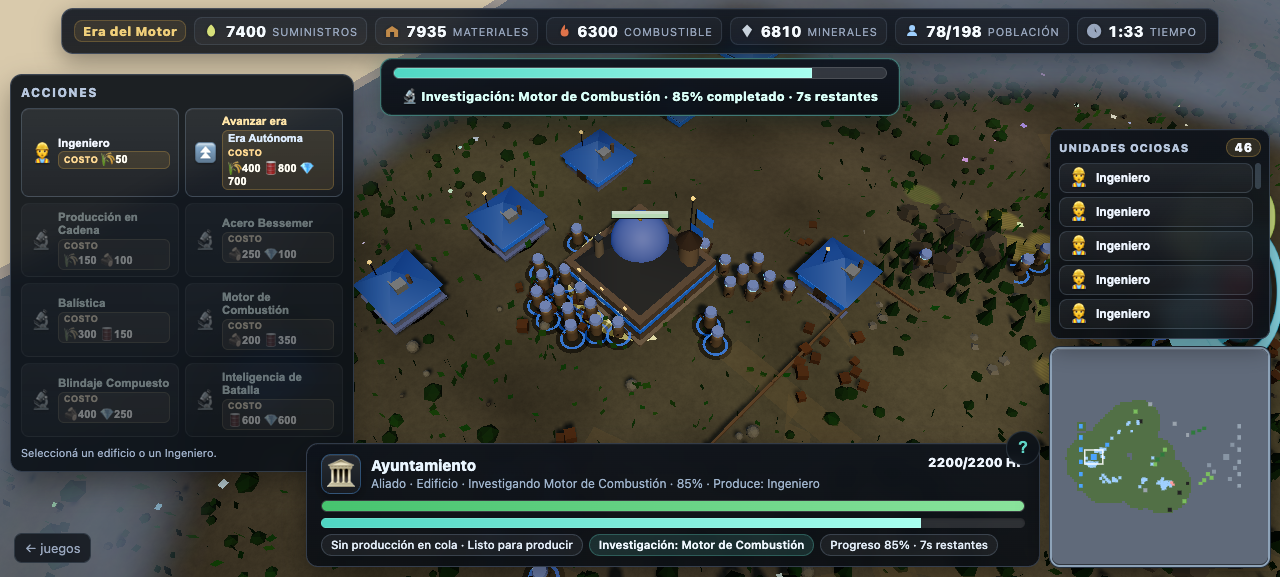 Era del Motor
7400 SUMINISTROS
7935 MATERIALES
6300 COMBUSTIBLE
6810 MINERALES
78/198 POBLACIÓN
1:33 TIEMPO
Investigación: Motor de Combustión · 85% completado · 7s restantes
ACCIONES
Ingeniero
COSTO 50
Avanzar era
Era Autónoma
COSTO
400 800
700
Producción en
Cadena
COSTO
150 100
Acero Bessemer
COSTO
250 100
Balística
COSTO
300 150
Motor de
Combustión
COSTO
200 350
Blindaje Compuesto
COSTO
400 250
Inteligencia de
Batalla
COSTO
600 600
Seleccioná un edificio o un Ingeniero.
UNIDADES OCIOSAS 46
Ingeniero
Ingeniero
Ingeniero
Ingeniero
Ingeniero
Ayuntamiento
2200/2200
?
Aliado · Edificio · Investigando Motor de Combustión · 85% · Produce: Ingeniero
Sin producción en cola · Listo para producir
Investigación: Motor de Combustión
Progreso 85% · 7s restantes
← juegos